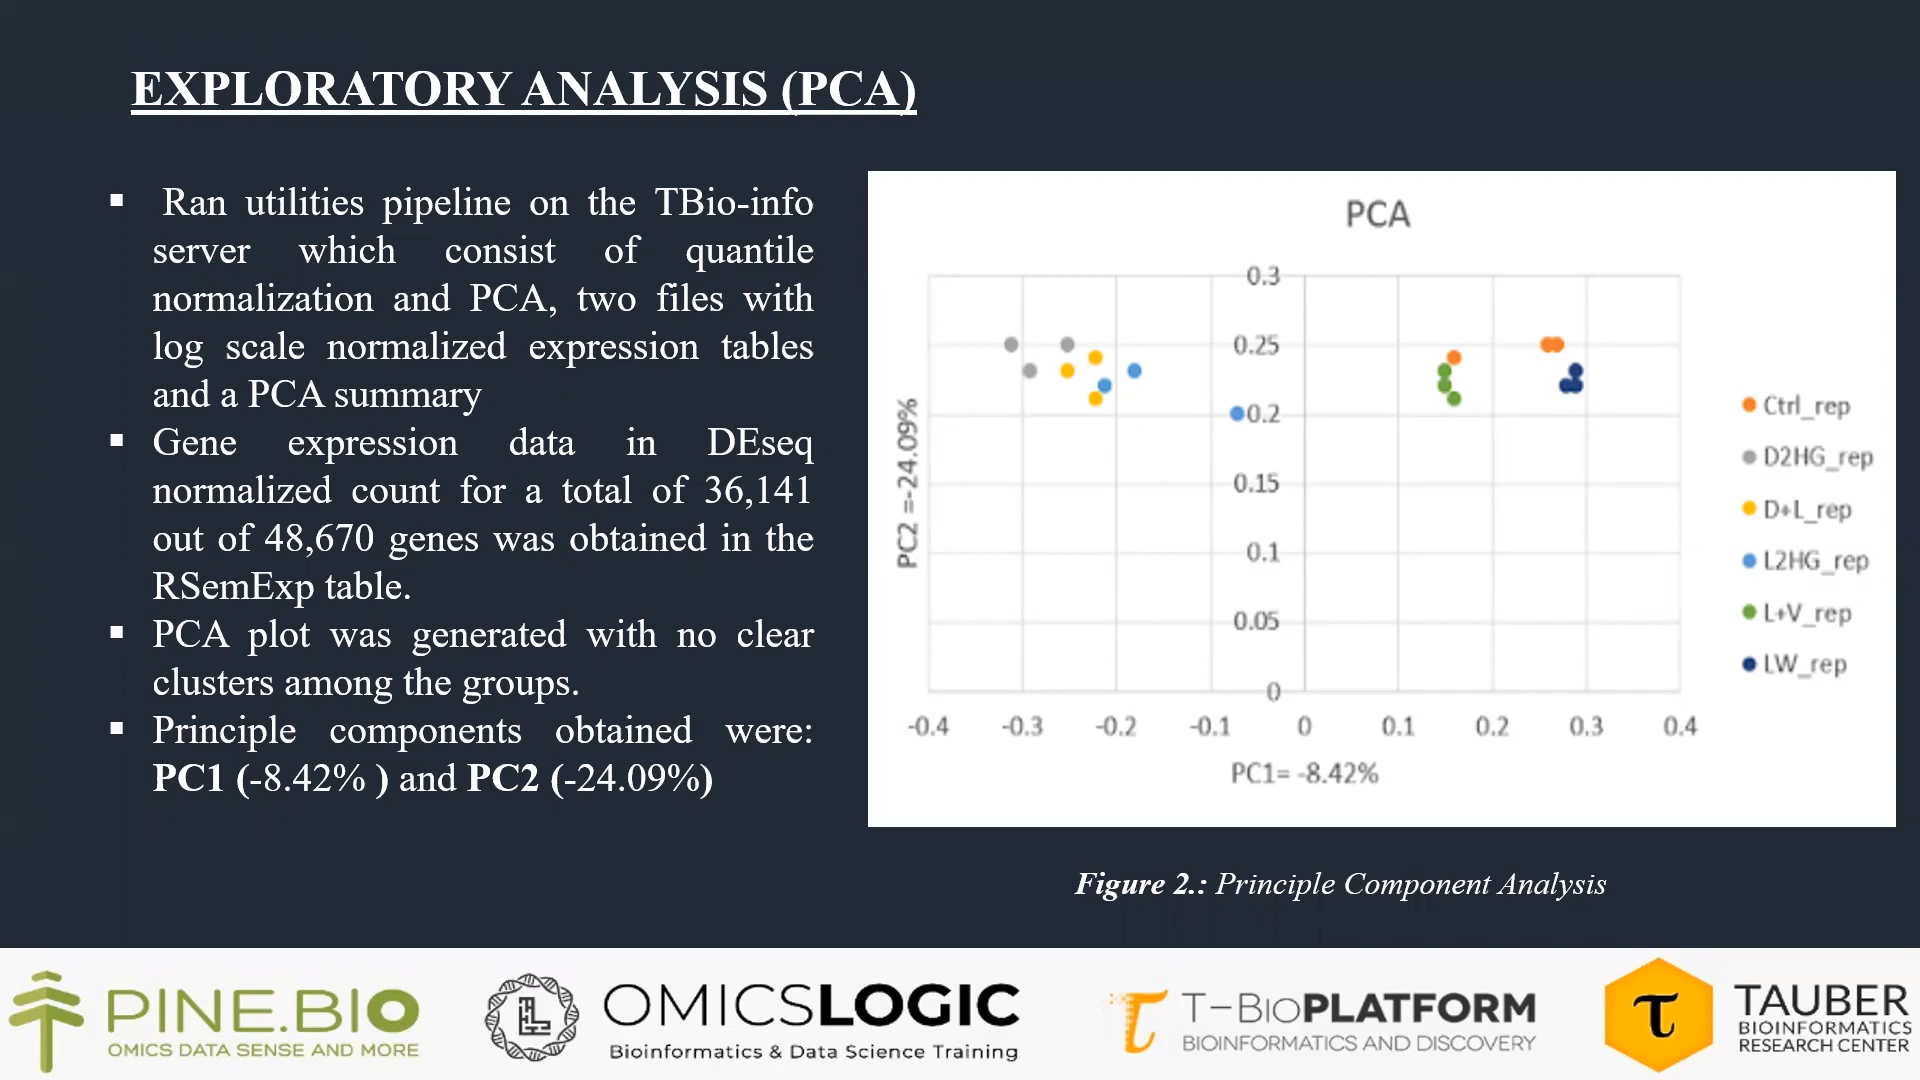 EXPLORATORY ANALYSIS (PCA)
▪ Ran utilities pipeline on the TBio-info
server which consist of quantile
normalization and PCA, two files with
log scale normalized expression tables
and a PCA summary
▪ Gene expression data in DEseq
normalized count for a total of 36,141
out of 48,670 genes was obtained in the
RSemExp table.
▪ PCA plot was generated with no clear
clusters among the groups.
▪ Principle components obtained were:
PC1 (-8.42% ) and PC2 (-24.09%)
PCA
0.3
0.25
0.2
0.15
0.1
0.05
0
PC2 =-24.09%
-0.4 -0.3 -0.2 -0.1 0 0.1 0.2 0.3 0.4
PC1= -8.42%
Ctrl_rep
D2HG_rep
D+L_rep
L2HG_rep
L+V_rep
LW_rep
Figure 2.: Principle Component Analysis
PINE.BIO
OMICS DATA SENSE AND MORE
OMICSLOGIC
Bioinformatics & Data Science Training
T-BioPLATFORM
BIOINFORMATICS AND DISCOVERY
τ
TAUBER
BIOINFORMATICS
RESEARCH CENTER